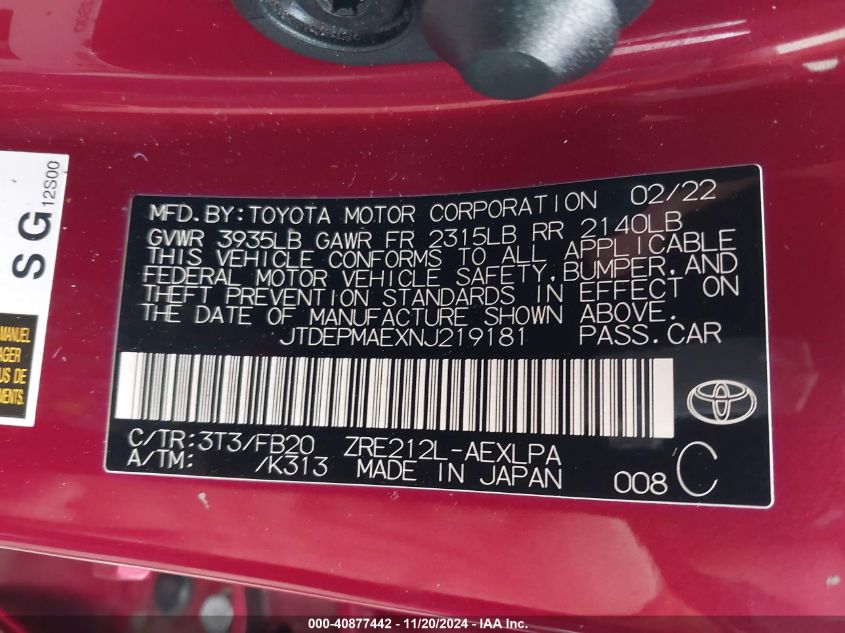 MFD.BY:TOYOTA MOTOR CORPORATION 02/22
GVWR 3935LB GAWR FR 2315LB RR 2140LB
THIS VEHICLE CONFORMS TO ALL APPLICABLE
FEDERAL MOTOR VEHICLE SAFETY,BUMPER,AND
THEFT PREVENTION STANDARDS IN EFFECT ON
THE DATE OF MANUFACTURE SHOWN ABOVE.
JTDEPMAEXNJ219181 PASS.CAR
C/TR:3T3/FB20 ZRE212L-AEXLPA
A/TM: /K313 MADE IN JAPAN 008 C
SG
12S00
MANUEL
AGER
US DE
MENTS.
000-40877442 - 11/20/2024 - IAA Inc.